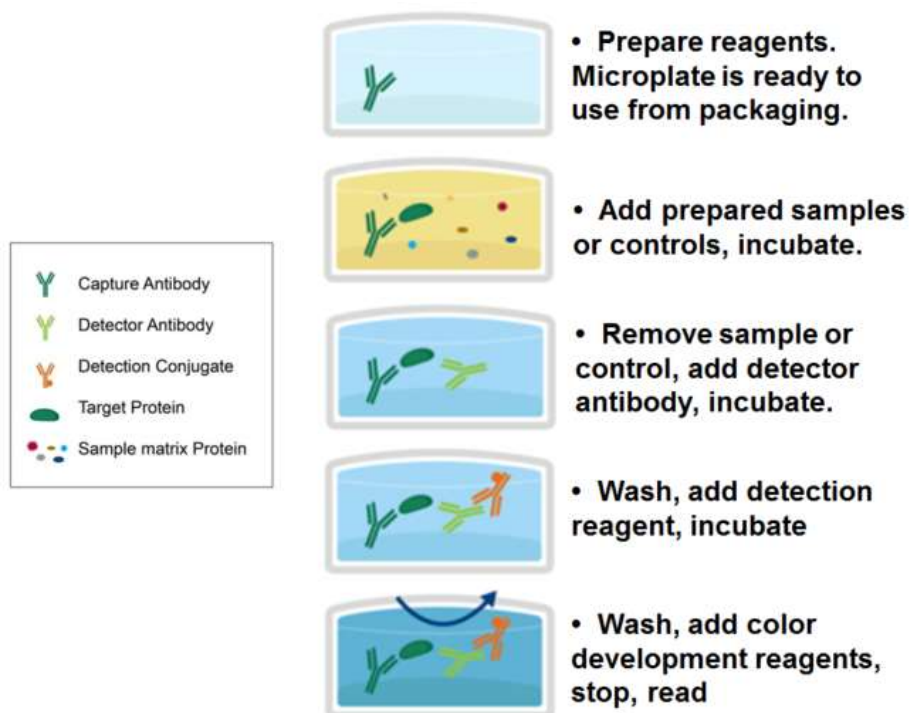 • Prepare reagents.
Microplate is ready to
use from packaging.
• Add prepared samples
or controls, incubate.
Capture Antibody
Detector Antibody
Detection Conjugate
Target Protein
Sample matrix Protein
• Remove sample or
control, add detector
antibody, incubate.
• Wash, add detection
reagent, incubate
• Wash, add color
development reagents,
stop, read